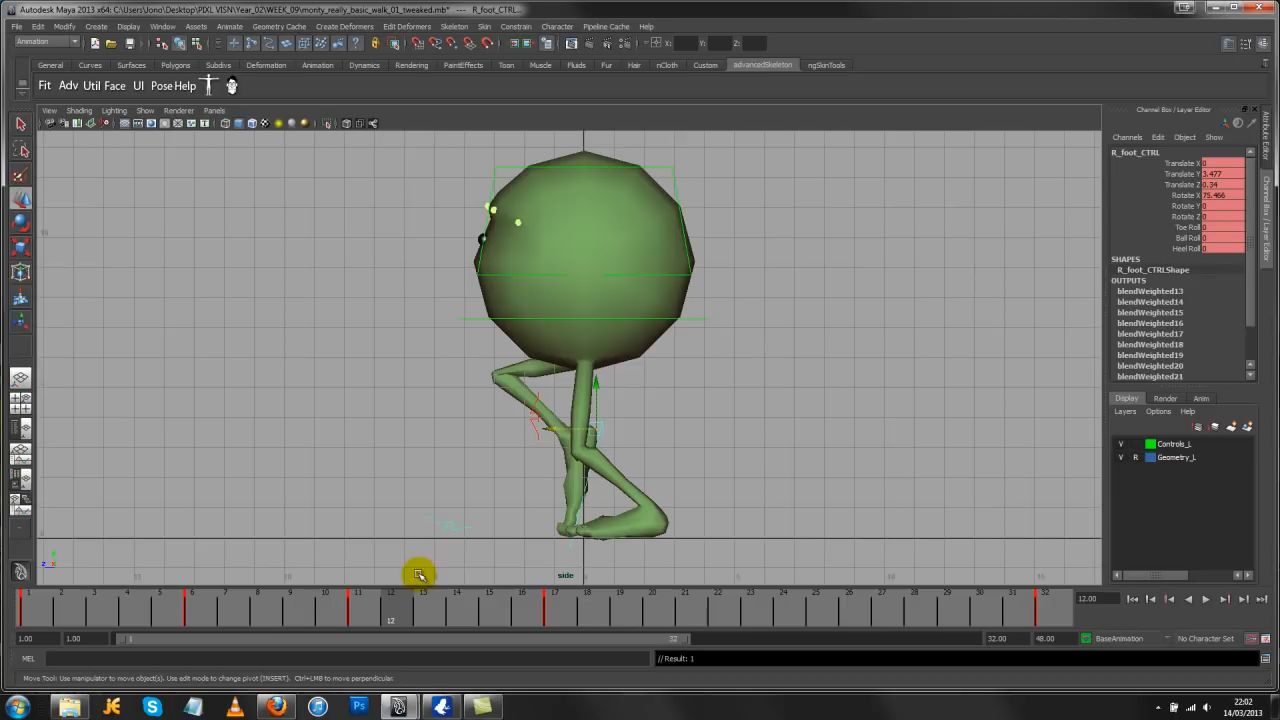 Autodesk Maya 2013 x64: C:\Users\Jono\Desktop\PIXL VISN\Year_02\WEEK_09\monty_really_basic_walk_01_tweaked.mb* --- R_foot_CTRL...
File Edit Modify Create Display Window Assets Animate Geometry Cache Create Deformers Edit Deformers Skeleton Skin Constrain Character Pipeline Cache Help
Animation X: Y: Z:
General Curves Surfaces Polygons Subdivs Deformation Animation Dynamics Rendering PaintEffects Toon Muscle Fluids Fur Hair nCloth Custom advancedSkeleton ngSkinTools
Fit Adv Util Face UI Pose Help
View Shading Lighting Show Renderer Panels
Channel Box / Layer Editor
Channels Edit Object Show
R_foot_CTRL
Translate X 0
Translate Y 3.477
Translate Z 0.34
Rotate X 75.466
Rotate Y 0
Rotate Z 0
Toe Roll 0
Ball Roll 0
Heel Roll 0
SHAPES
R_foot_CTRLShape
OUTPUTS
blendWeighted13
blendWeighted14
blendWeighted15
blendWeighted16
blendWeighted17
blendWeighted18
blendWeighted19
blendWeighted20
blendWeighted21
Display Render Anim
Layers Options Help
V Controls_L
V R Geometry_L
Attribute Editor
Channel Box / Layer Editor
side
1 2 3 4 5 6 7 8 9 10 11 12 13 14 15 16 17 18 19 20 21 22 23 24 25 26 27 28 29 30 31 32
12
12.00
1.00 1.00 1 32 32.00 48.00 BaseAnimation No Character Set
MEL // Result: 1
Move Tool: Use manipulator to move object(s). Use edit mode to change pivot (INSERT). Ctrl+LMB to move perpendicular.
22:02
14/03/2013